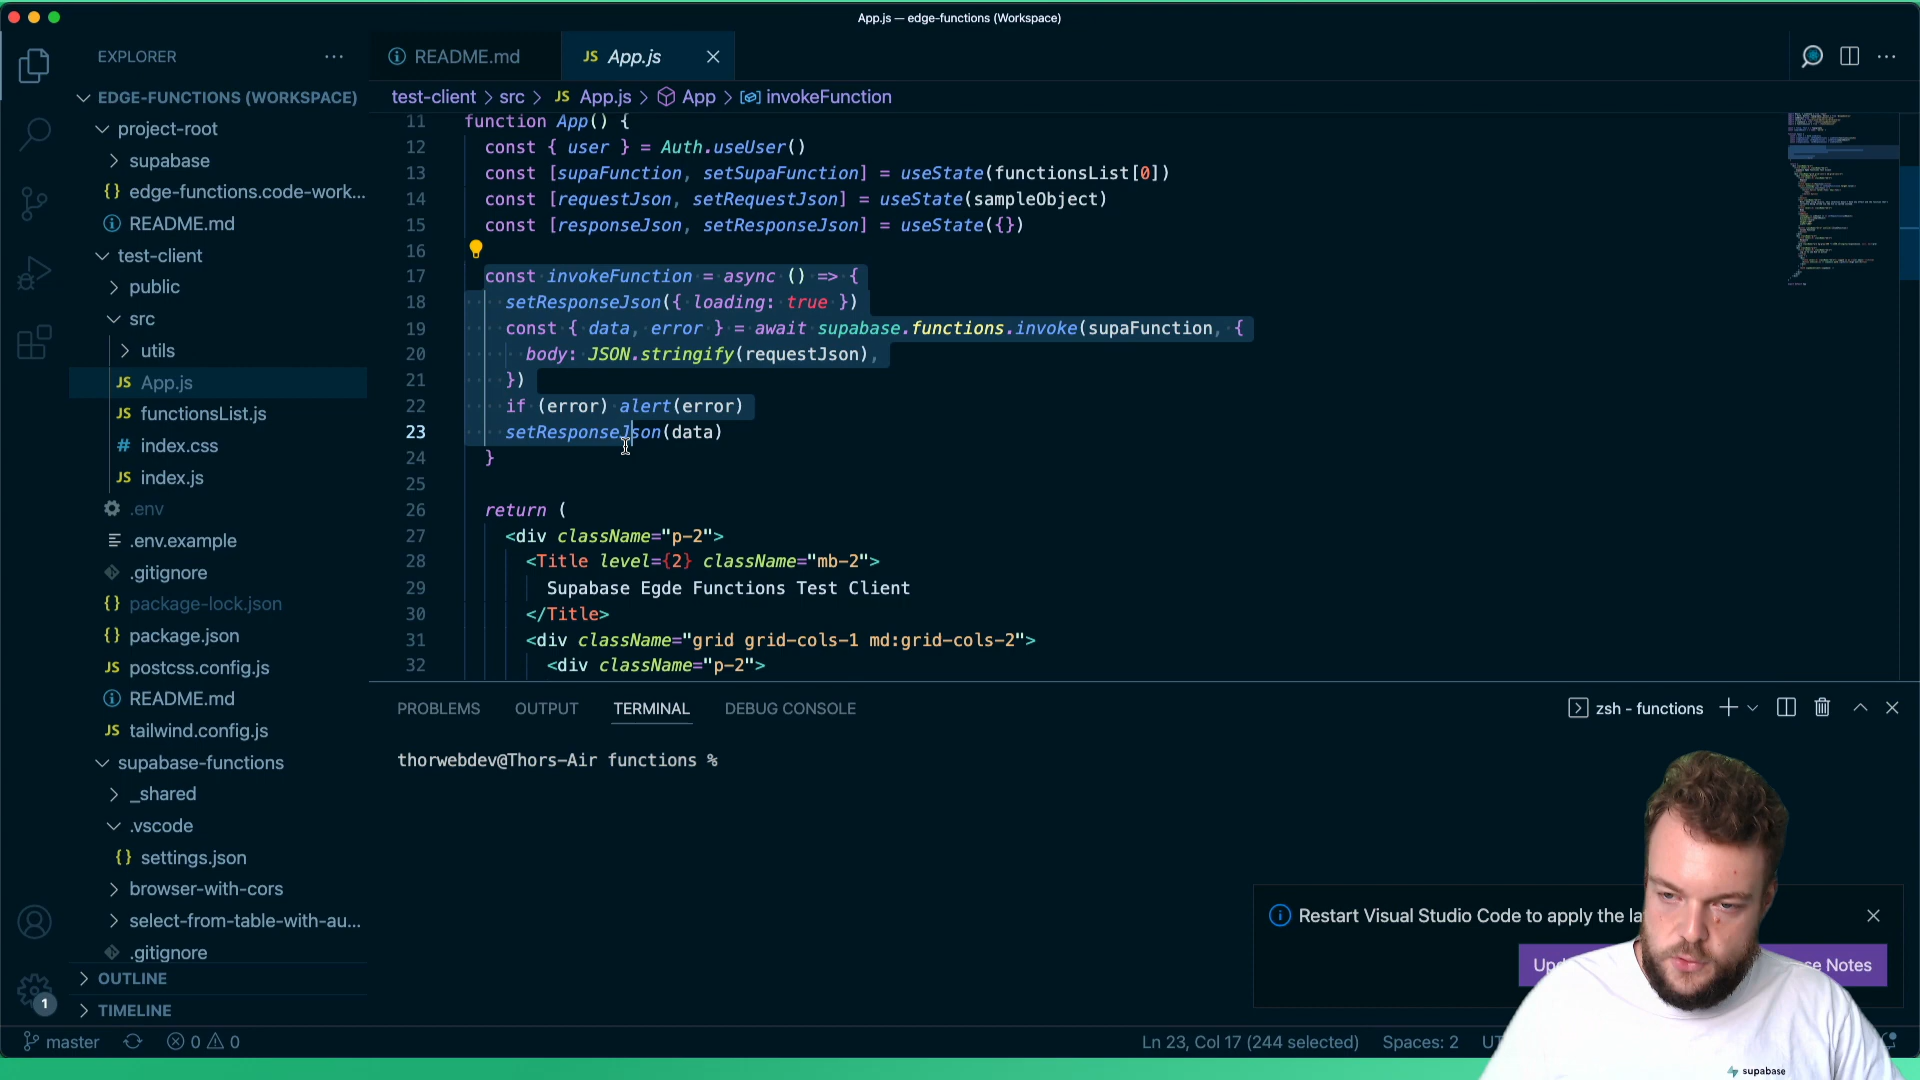 App.js — edge-functions (Workspace)
EXPLORER
README.md
JS App.js
EDGE-FUNCTIONS (WORKSPACE)
project-root
supabase
{} edge-functions.code-work...
README.md
test-client
public
src
utils
JS App.js
JS functionsList.js
# index.css
JS index.js
.env
.env.example
.gitignore
{} package-lock.json
{} package.json
JS postcss.config.js
README.md
JS tailwind.config.js
supabase-functions
_shared
.vscode
{} settings.json
browser-with-cors
select-from-table-with-au...
.gitignore
OUTLINE
TIMELINE
test-client > src > JS App.js > App > invokeFunction
11 function App() {
12 const { user } = Auth.useUser()
13 const [supaFunction, setSupaFunction] = useState(functionsList[0])
14 const [requestJson, setRequestJson] = useState(sampleObject)
15 const [responseJson, setResponseJson] = useState({})
16
17 const invokeFunction = async () => {
18 setResponseJson({ loading: true })
19 const { data, error } = await supabase.functions.invoke(supaFunction, {
20 body: JSON.stringify(requestJson),
21 })
22 if (error) alert(error)
23 setResponseJson(data)
24 }
25
26 return (
27 <div className="p-2">
28 <Title level={2} className="mb-2">
29 Supabase Egde Functions Test Client
30 </Title>
31 <div className="grid grid-cols-1 md:grid-cols-2">
32 <div className="p-2">
PROBLEMS OUTPUT TERMINAL DEBUG CONSOLE
zsh - functions
thorwebdev@Thors-Air functions %
Restart Visual Studio Code to apply the
Notes
1
master 0 0
Ln 23, Col 17 (244 selected) Spaces: 2
supabase